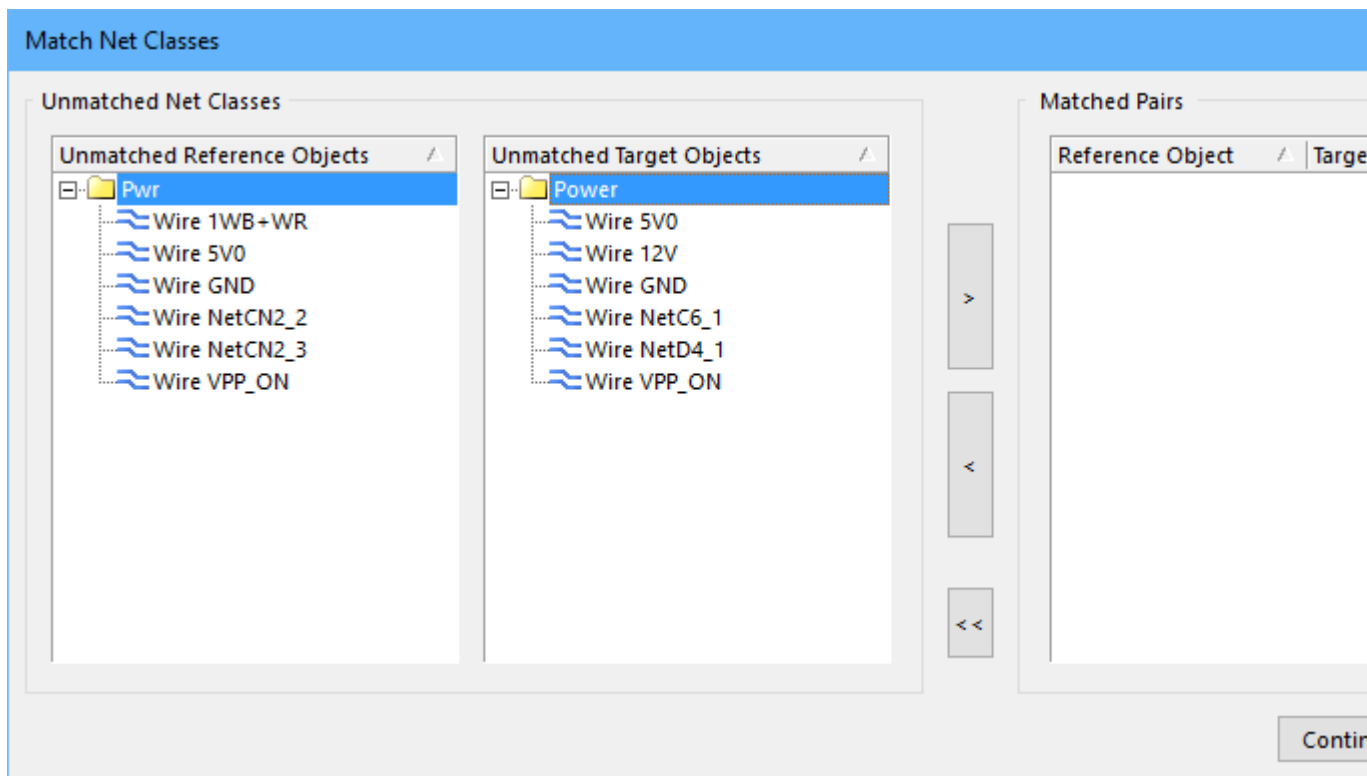 Match Net Classes
Unmatched Net Classes
Matched Pairs
Unmatched Reference Objects
Unmatched Target Objects
Reference Object
Targe
Pwr
Power
Wire 1WB+WR
Wire 5V0
Wire 5V0
Wire 12V
Wire GND
Wire GND
Wire NetCN2_2
Wire NetC6_1
Wire NetCN2_3
Wire NetD4_1
Wire VPP_ON
Wire VPP_ON
>
<
<<
Contin